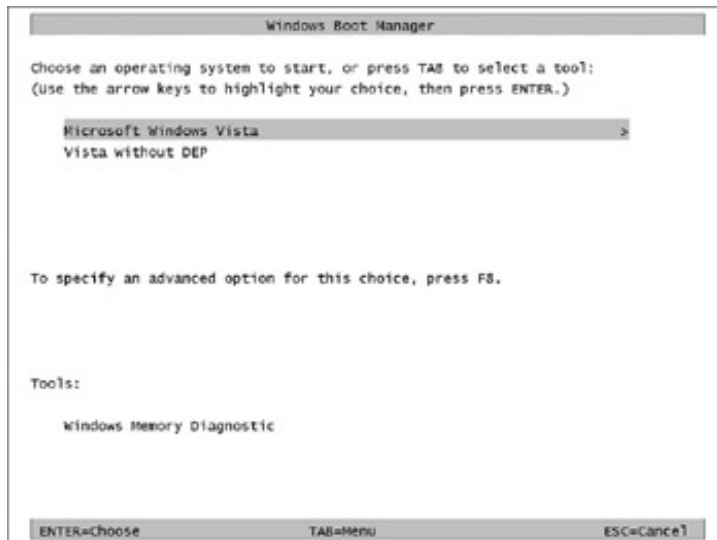 Windows Boot Manager
Choose an operating system to start, or press TAB to select a tool:
(Use the arrow keys to highlight your choice, then press ENTER.)
Microsoft Windows Vista >
Vista without DEP
To specify an advanced option for this choice, press F8.
Tools:
Windows Memory Diagnostic
ENTER=Choose TAB=Menu ESC=Cancel